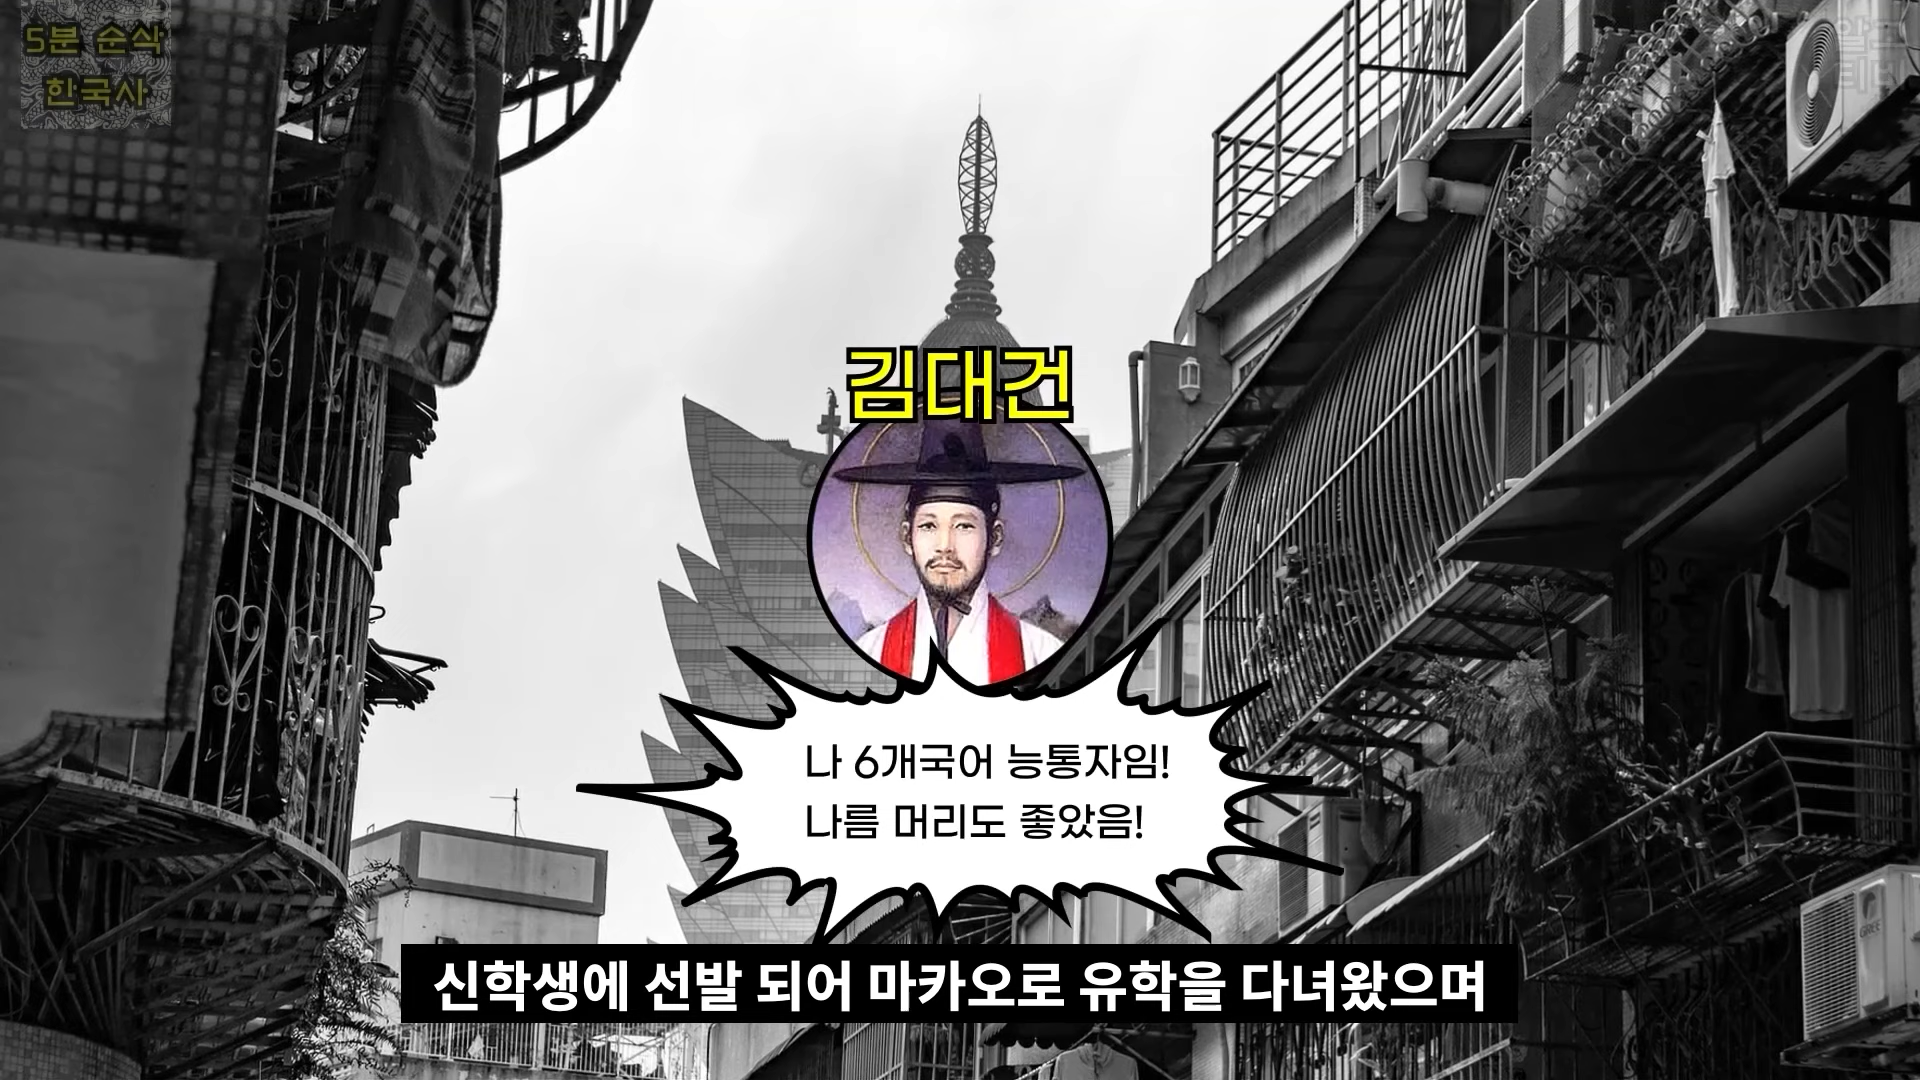 5분 순삭
한국사
김대건
나 6개국어 능통자임!
나름 머리도 좋았음!
신학생에 선발 되어 마카오로 유학을 다녀왔으며
GREE